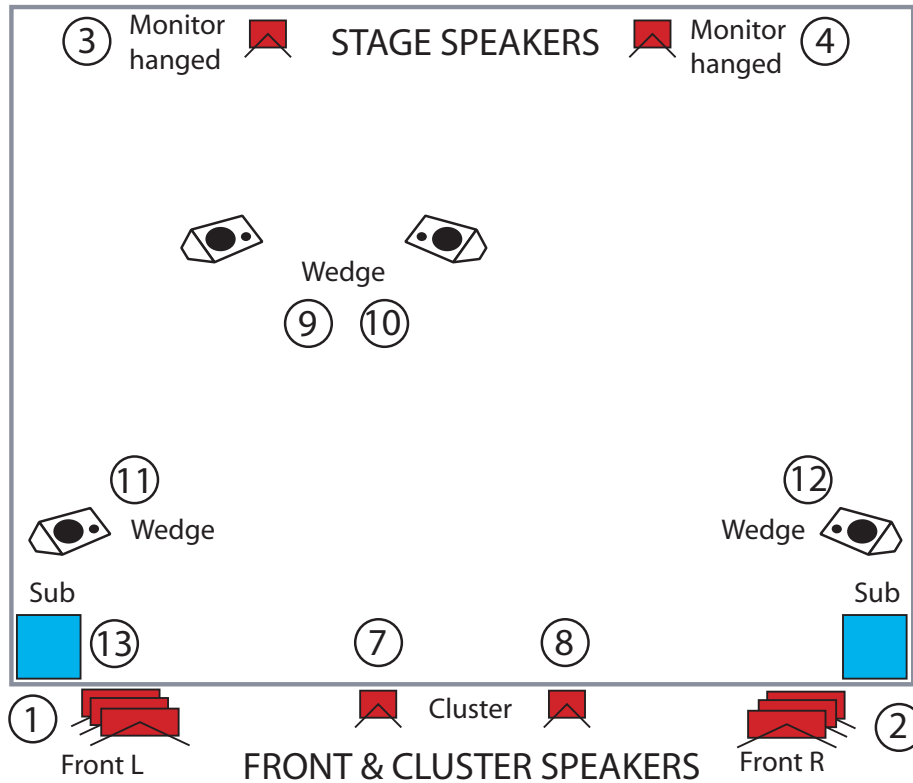 3
Monitor
hanged
STAGE SPEAKERS
Monitor
hanged
4
Wedge
9
10
11
Wedge
12
Wedge
Sub
Sub
13
7
8
1
Front L
Cluster
Front R
2
FRONT & CLUSTER SPEAKERS